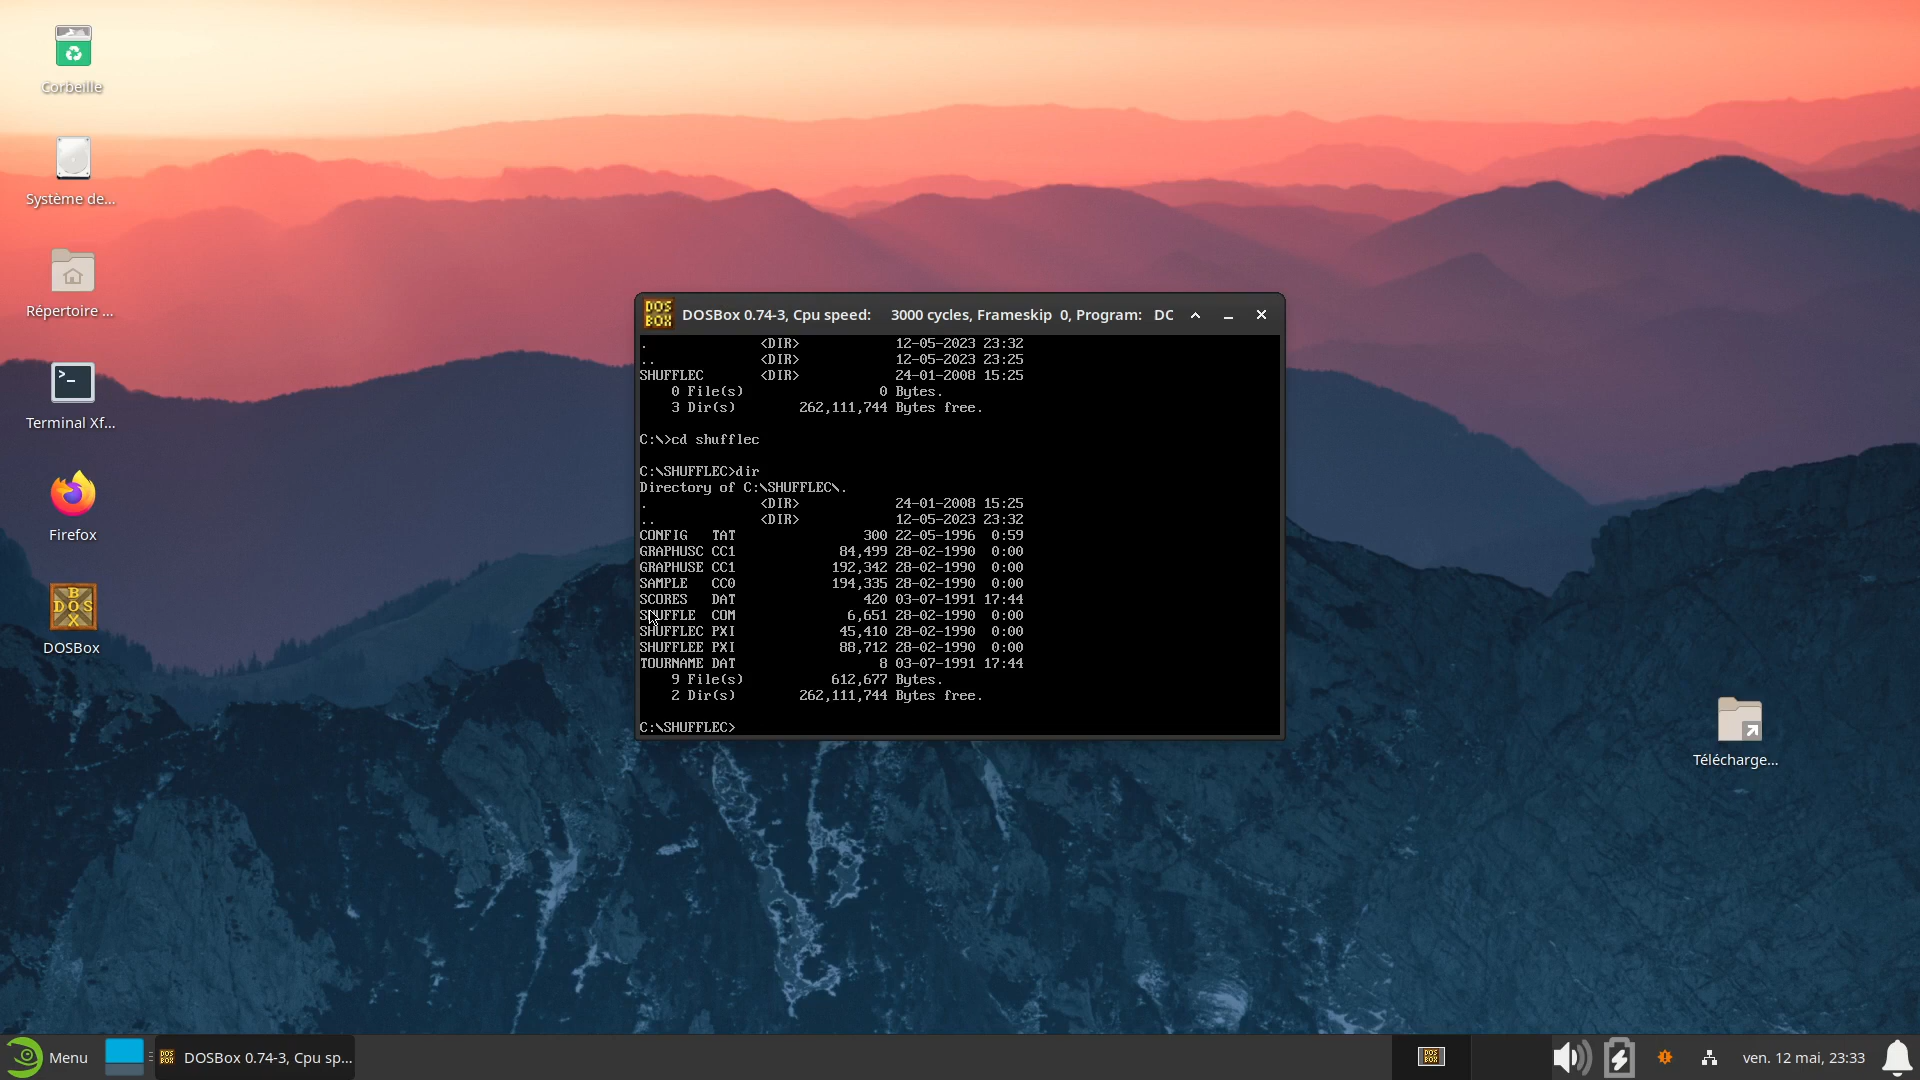 Corbeille
Système de...
Répertoire ...
Terminal Xf...
Firefox
DOSBox
Télécharge...
DOSBox 0.74-3, Cpu speed:    3000 cycles, Frameskip  0, Program:   DC
.              <DIR>            12-05-2023 23:32
..             <DIR>            12-05-2023 23:25
SHUFFLEC       <DIR>            24-01-2008 15:25
    0 File(s)                 0 Bytes.
    3 Dir(s)        262,111,744 Bytes free.
C:\>cd shufflec
C:\SHUFFLEC>dir
Directory of C:\SHUFFLEC\.
.              <DIR>            24-01-2008 15:25
..             <DIR>            12-05-2023 23:32
CONFIG   TAT                300 22-05-1996  0:59
GRAPHUSC CC1             84,499 28-02-1990  0:00
GRAPHUSE CC1            192,342 28-02-1990  0:00
SAMPLE   CC0            194,335 28-02-1990  0:00
SCORES   DAT                420 03-07-1991 17:44
SHUFFLE  COM              6,651 28-02-1990  0:00
SHUFFLEC PXI             45,410 28-02-1990  0:00
SHUFFLEE PXI             88,712 28-02-1990  0:00
TOURNAME DAT                  8 03-07-1991 17:44
    9 File(s)           612,677 Bytes.
    2 Dir(s)        262,111,744 Bytes free.
C:\SHUFFLEC>
Menu
DOSBox 0.74-3, Cpu sp...
ven. 12 mai, 23:33